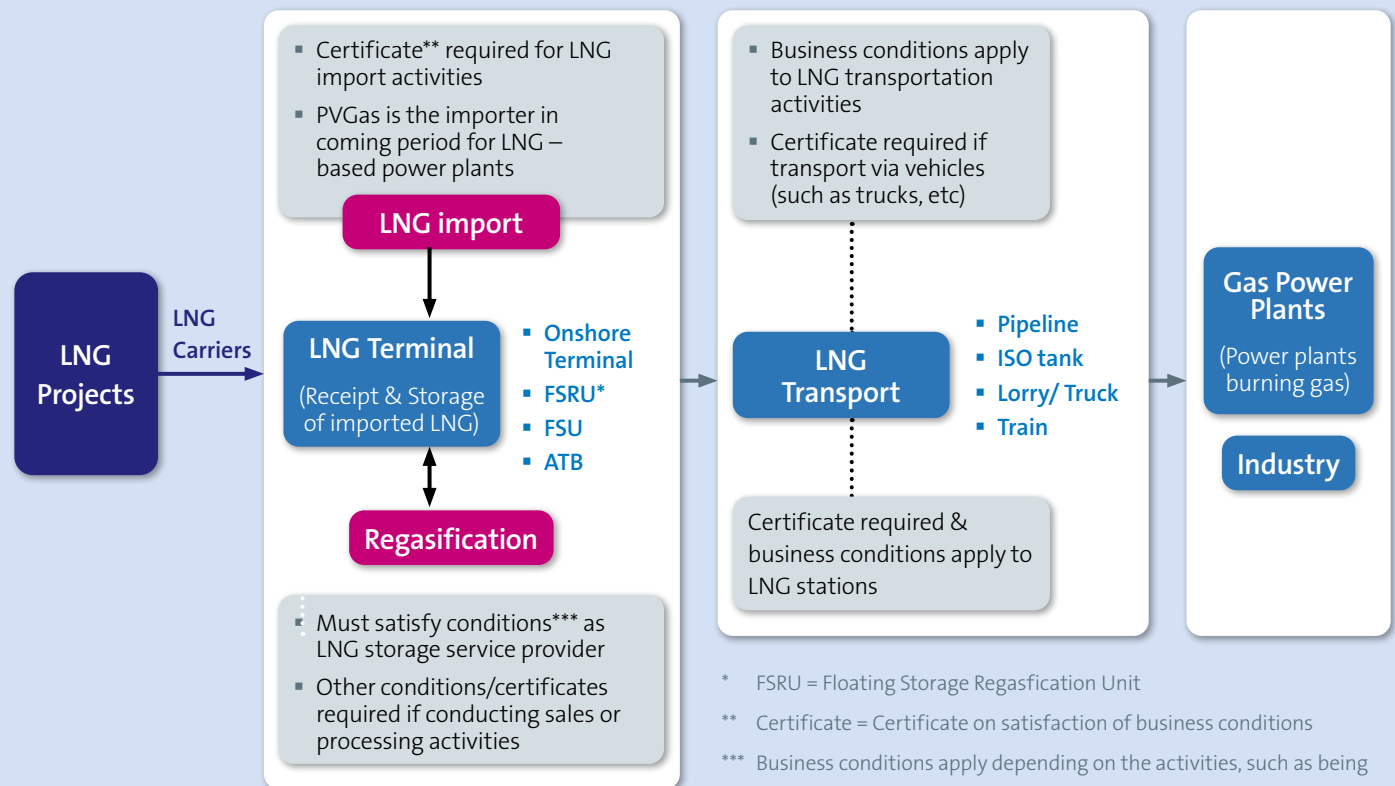 LNG
Projects
LNG
Carriers
▪ Certificate** required for LNG
import activities
▪ PVGas is the importer in
coming period for LNG –
based power plants
LNG import
LNG Terminal
(Receipt & Storage
of imported LNG)
▪ Onshore
Terminal
▪ FSRU*
▪ FSU
▪ ATB
Regasification
▪ Must satisfy conditions*** as
LNG storage service provider
▪ Other conditions/certificates
required if conducting sales or
processing activities
▪ Business conditions apply
to LNG transportation
activities
▪ Certificate required if
transport via vehicles
(such as trucks, etc)
LNG
Transport
▪ Pipeline
▪ ISO tank
▪ Lorry/ Truck
▪ Train
Certificate required &
business conditions apply to
LNG stations
Gas Power
Plants
(Power plants
burning gas)
Industry
* FSRU = Floating Storage Regasfication Unit
** Certificate = Certificate on satisfaction of business conditions
*** Business conditions apply depending on the activities, such as being